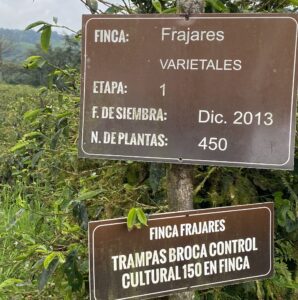 FINCA: Frajares
VARIETALES
ETAPA: 1
F. DE SIEMBRA: Dic. 2013
N. DE PLANTAS: 450
FINCA FRAJARES
TRAMPAS BROCA CONTROL
CULTURAL 150 EN FINCA